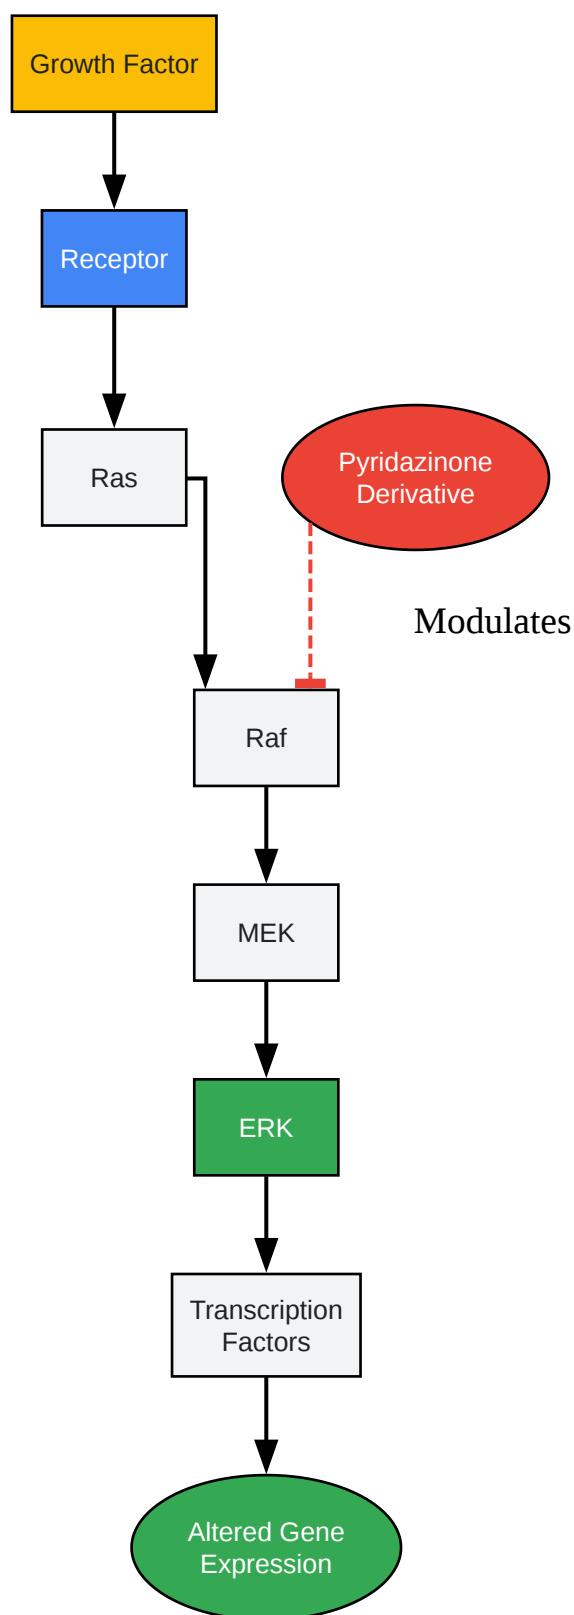 Growth Factor
Receptor
Ras
Pyridazinone
Derivative
Modulates
Raf
MEK
ERK
Transcription
Factors
Altered Gene
Expression